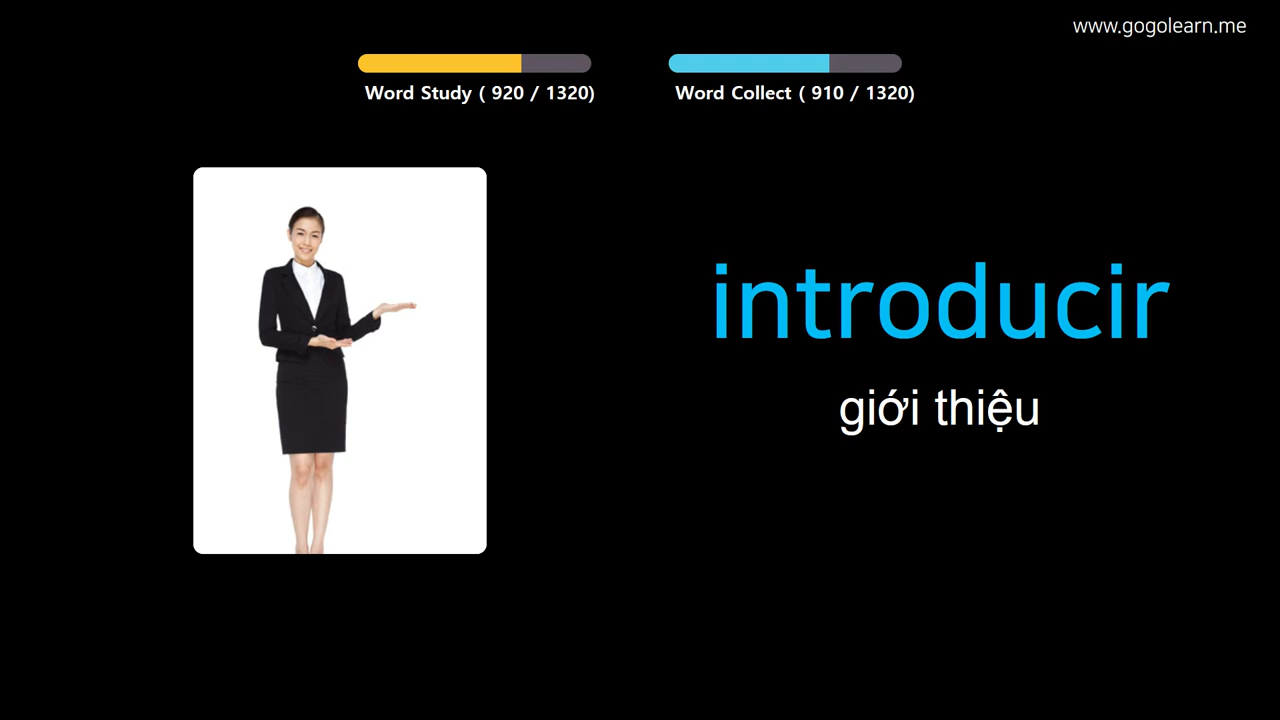 www.gogolearn.me
Word Study ( 920 / 1320)
Word Collect ( 910 / 1320)
introducir
giới thiệu